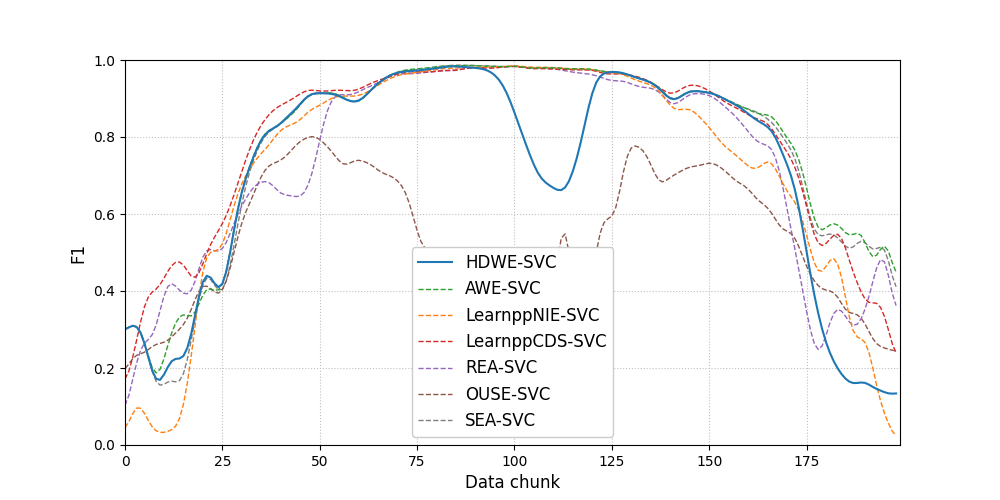 1.0
0.8
0.6
0.4
0.2
0.0
F1
HDWE-SVC
AWE-SVC
LearnppNIE-SVC
LearnppCDS-SVC
REA-SVC
OUSE-SVC
SEA-SVC
0 25 50 75 100 125 150 175
Data chunk